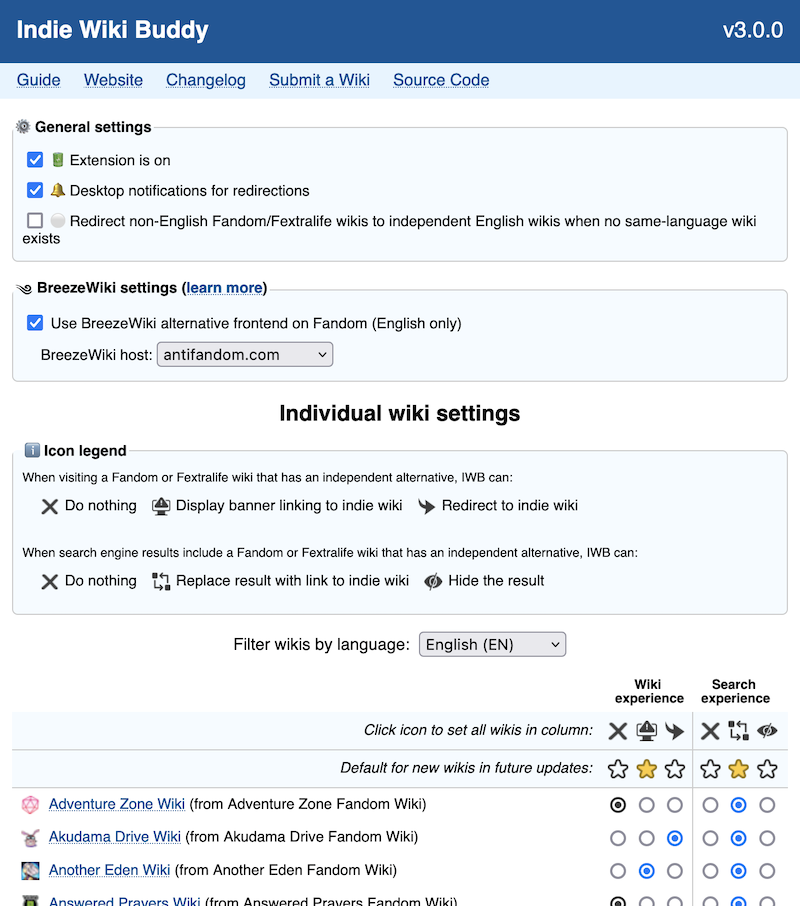 Indie Wiki Buddy
v3.0.0
Guide Website Changelog Submit a Wiki Source Code
General settings
Extension is on
Desktop notifications for redirections
Redirect non-English Fandom/Fextralife wikis to independent English wikis when no same-language wiki
exists
BreezeWiki settings (learn more)
Use BreezeWiki alternative frontend on Fandom (English only)
BreezeWiki host: antifandom.com
Individual wiki settings
Icon legend
When visiting a Fandom or Fextralife wiki that has an independent alternative, IWB can:
Do nothing Display banner linking to indie wiki Redirect to indie wiki
When search engine results include a Fandom or Fextralife wiki that has an independent alternative, IWB can:
Do nothing Replace result with link to indie wiki Hide the result
Filter wikis by language: English (EN)
Wiki
experience
Search
experience
Click icon to set all wikis in column:
Default for new wikis in future updates:
Adventure Zone Wiki (from Adventure Zone Fandom Wiki)
Akudama Drive Wiki (from Akudama Drive Fandom Wiki)
Another Eden Wiki (from Another Eden Fandom Wiki)
Answered Prayers Wiki (from Answered Prayers Fandom Wiki)